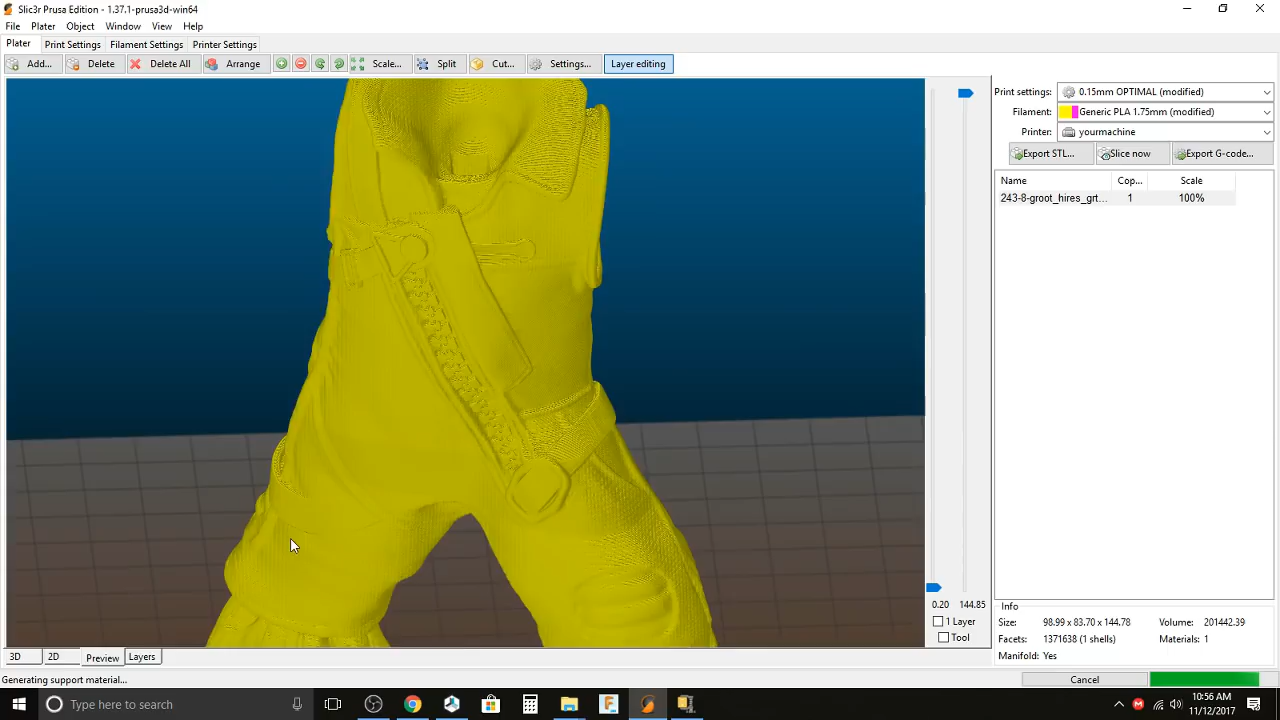 Slic3r Prusa Edition - 1.37.1-prusa3d-win64
File Plater Object Window View Help
Plater Print Settings Filament Settings Printer Settings
Add... Delete Delete All Arrange Scale... Split Cut... Settings... Layer editing
Print settings: 0.15mm OPTIMAL (modified)
Filament: Generic PLA 1.75mm (modified)
Printer: yourmachine
Export STL... Slice now Export G-code...
Name Cop... Scale
243-8-groot_hires_grt... 1 100%
0.20 144.85
1 Layer
Tool
Info
Size: 98.99 x 83.70 x 144.78 Volume: 201442.39
Facets: 1371638 (1 shells) Materials: 1
Manifold: Yes
3D 2D Preview Layers
Generating support material... Cancel
Type here to search
10:56 AM
11/12/2017